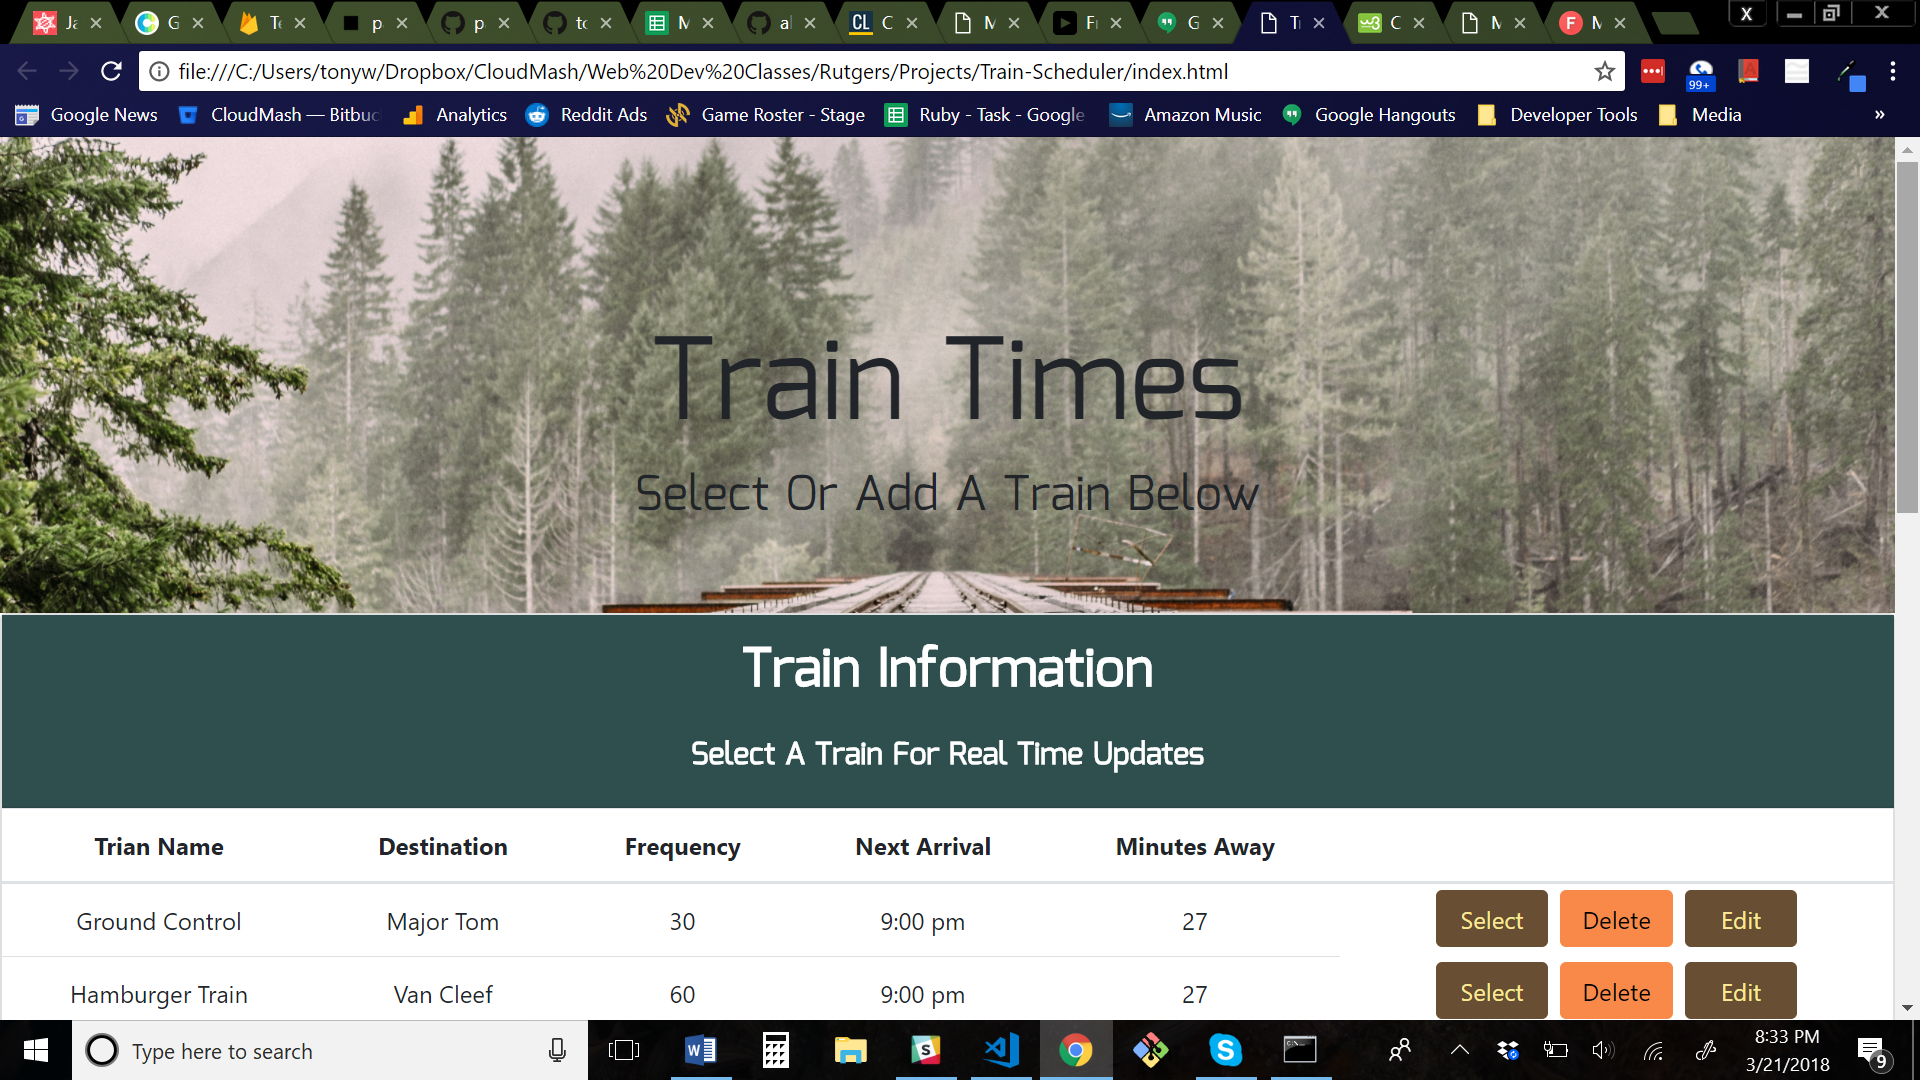 Ja
G
Te
p
p
to
M
al
CL C
M
Fr
G
Tr
w3 C
M
F M
X
file:///C:/Users/tonyw/Dropbox/CloudMash/Web%20Dev%20Classes/Rutgers/Projects/Train-Scheduler/index.html
99+
Google News CloudMash — Bitbuc Analytics Reddit Ads Game Roster - Stage Ruby - Task - Google Amazon Music Google Hangouts Developer Tools Media »
Train Times
Select Or Add A Train Below
Train Information
Select A Train For Real Time Updates
Trian Name Destination Frequency Next Arrival Minutes Away
Ground Control Major Tom 30 9:00 pm 27 Select Delete Edit
Hamburger Train Van Cleef 60 9:00 pm 27 Select Delete Edit
Type here to search
8:33 PM
3/21/2018
9